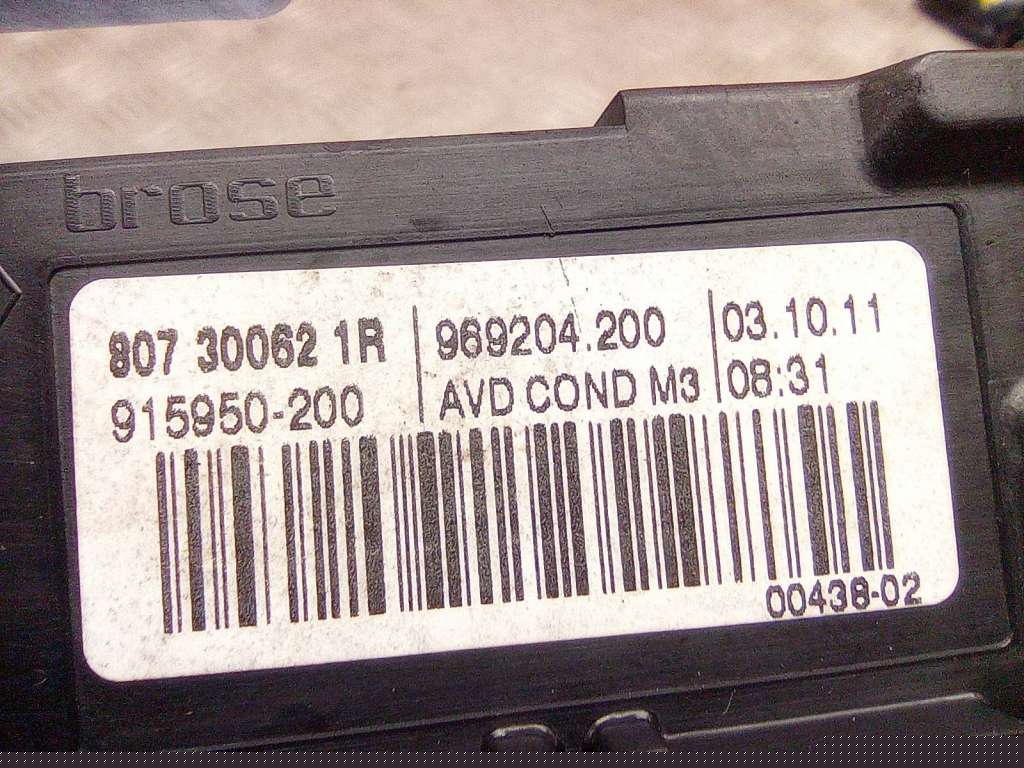 brose
807 30062 1R
915950-200
969204.200
AVD COND M3
03.10.11
08:31
00438-02